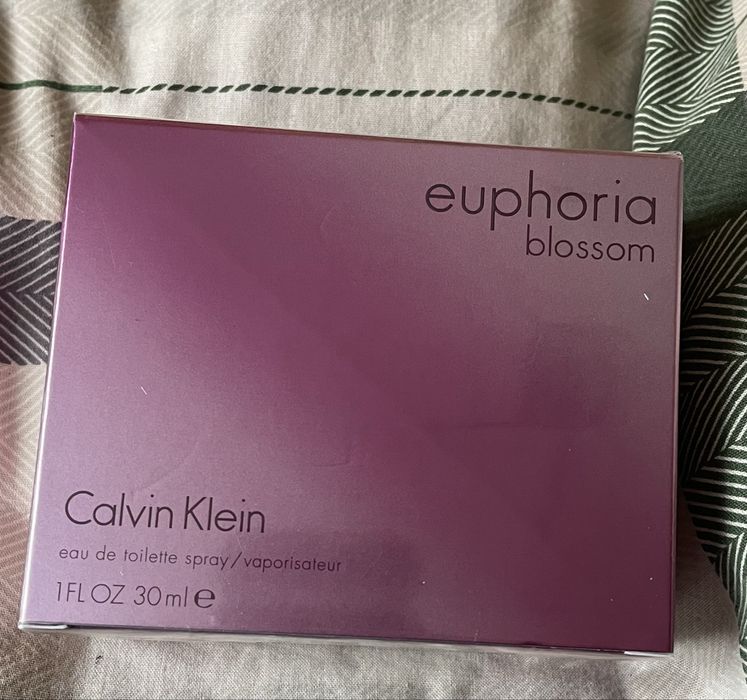 euphoria
blossom
Calvin Klein
eau de toilette spray/vaporisateur
1 FL OZ 30 ml e